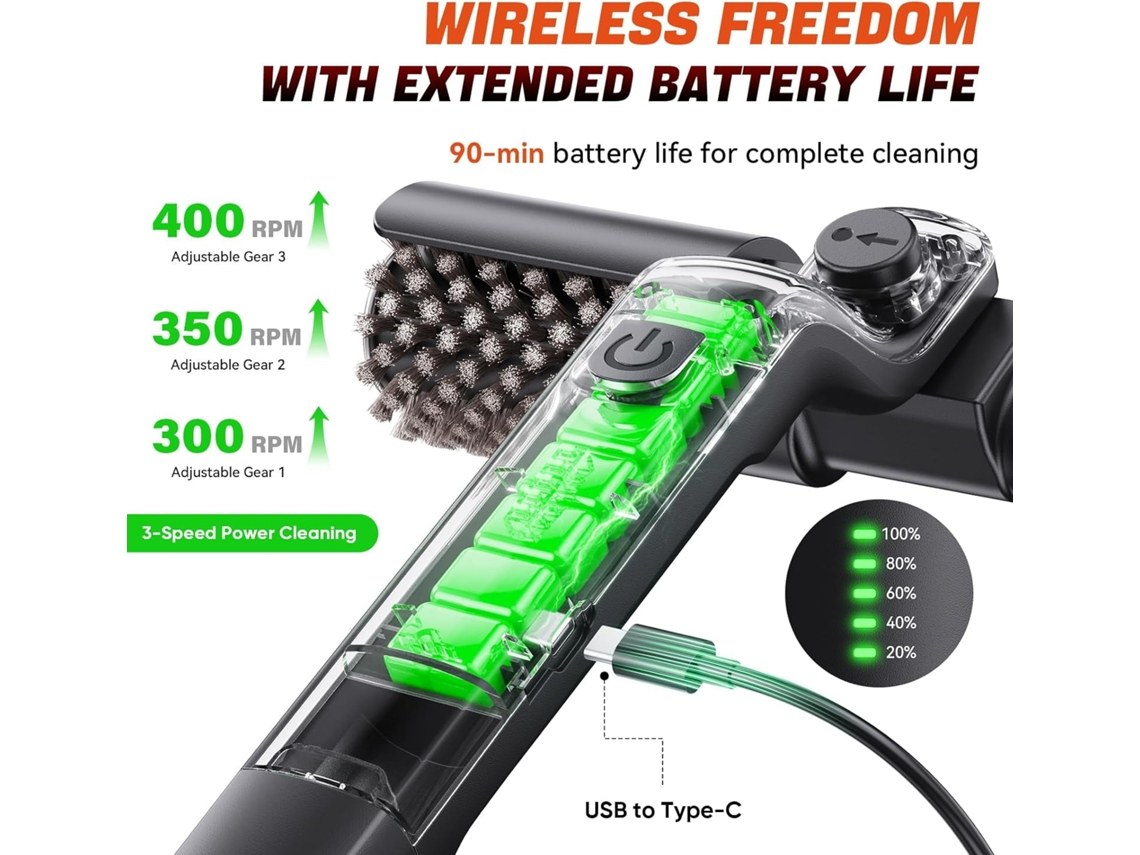 WIRELESS FREEDOM
WITH EXTENDED BATTERY LIFE
90-min battery life for complete cleaning
400 RPM
Adjustable Gear 3
350 RPM
Adjustable Gear 2
300 RPM
Adjustable Gear 1
3-Speed Power Cleaning
100%
80%
60%
40%
20%
USB to Type-C